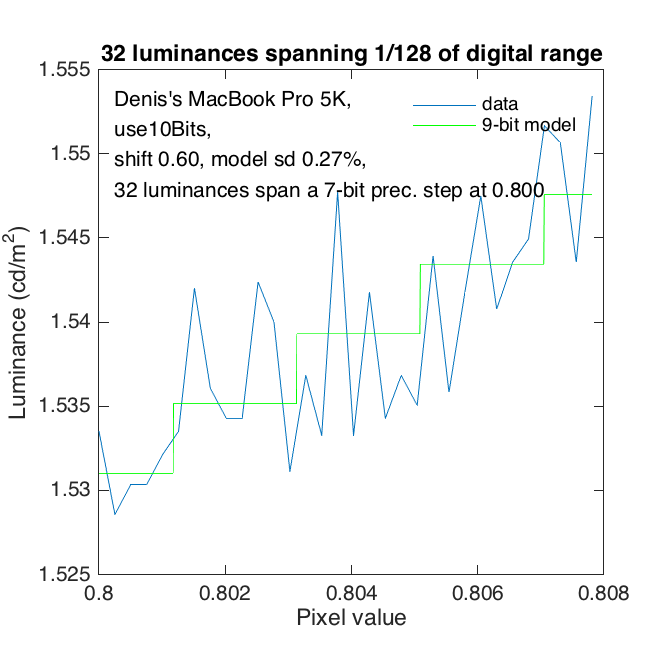 32 luminances spanning 1/128 of digital range
Denis's MacBook Pro 5K,
use10Bits,
shift 0.60, model sd 0.27%,
32 luminances span a 7-bit prec. step at 0.800
data
9-bit model
1.555
1.55
1.545
1.54
1.535
1.53
1.525
Luminance (cd/m²)
0.8
0.802
0.804
0.806
0.808
Pixel value